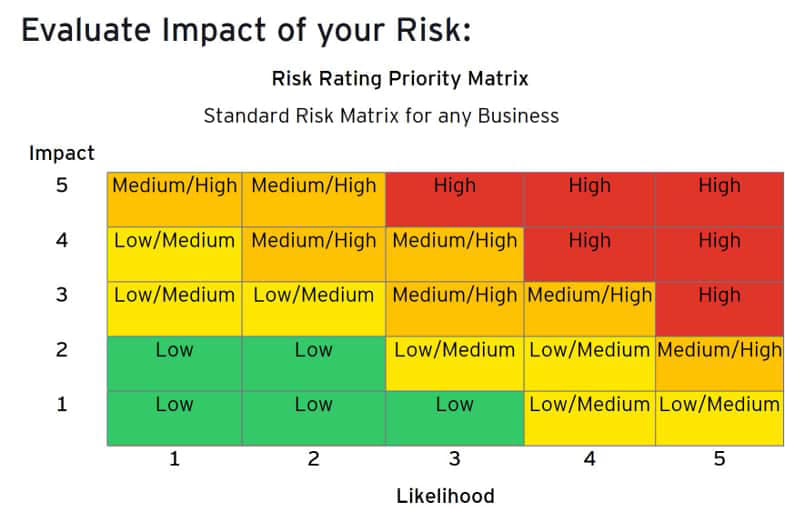 Evaluate Impact of your Risk:
Risk Rating Priority Matrix
Standard Risk Matrix for any Business
Impact
5 Medium/High Medium/High High High High
4 Low/Medium Medium/High Medium/High High High
3 Low/Medium Low/Medium Medium/High Medium/High High
2 Low Low Low/Medium Low/Medium Medium/High
1 Low Low Low Low/Medium Low/Medium
1 2 3 4 5
Likelihood